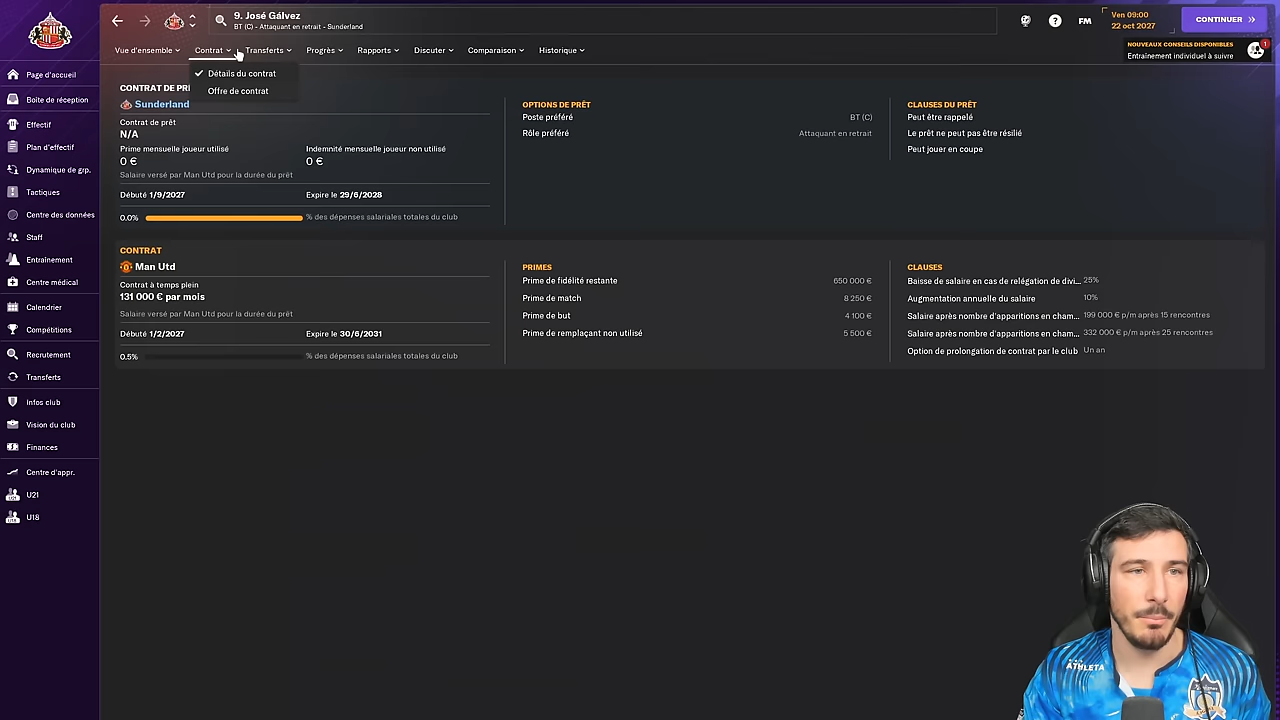 9. José Gálvez
BT (C) - Attaquant en retrait - Sunderland
FM
Ven 09:00
22 oct 2027
CONTINUER
Vue d'ensemble
Contrat
Transferts
Progrès
Rapports
Discuter
Comparaison
Historique
NOUVEAUX CONSEILS DISPONIBLES
Entraînement individuel à suivre
1
Détails du contrat
Offre de contrat
Page d'accueil
Boîte de réception
Effectif
Plan d'effectif
Dynamique de grp.
Tactiques
Centre des données
Staff
Entraînement
Centre médical
Calendrier
Compétitions
Recrutement
Transferts
Infos club
Vision du club
Finances
Centre d'appr.
U21
U18
CONTRAT DE PR
Sunderland
Contrat de prêt
N/A
Prime mensuelle joueur utilisé
Indemnité mensuelle joueur non utilisé
0 €
0 €
Salaire versé par Man Utd pour la durée du prêt
Débuté 1/9/2027
Expire le 29/6/2028
0.0%
% des dépenses salariales totales du club
OPTIONS DE PRÊT
Poste préféré
BT (C)
Rôle préféré
Attaquant en retrait
CLAUSES DU PRÊT
Peut être rappelé
Le prêt ne peut pas être résilié
Peut jouer en coupe
CONTRAT
Man Utd
Contrat à temps plein
131 000 € par mois
Salaire versé par Man Utd pour la durée du prêt
Débuté 1/2/2027
Expire le 30/6/2031
0.5%
% des dépenses salariales totales du club
PRIMES
Prime de fidélité restante
650 000 €
Prime de match
8 250 €
Prime de but
4 100 €
Prime de remplaçant non utilisé
5 500 €
CLAUSES
Baisse de salaire en cas de relégation de divi... 25%
Augmentation annuelle du salaire 10%
Salaire après nombre d'apparitions en cham... 199 000 € p/m après 15 rencontres
Salaire après nombre d'apparitions en cham... 332 000 € p/m après 25 rencontres
Option de prolongation de contrat par le club Un an
ATHLETA